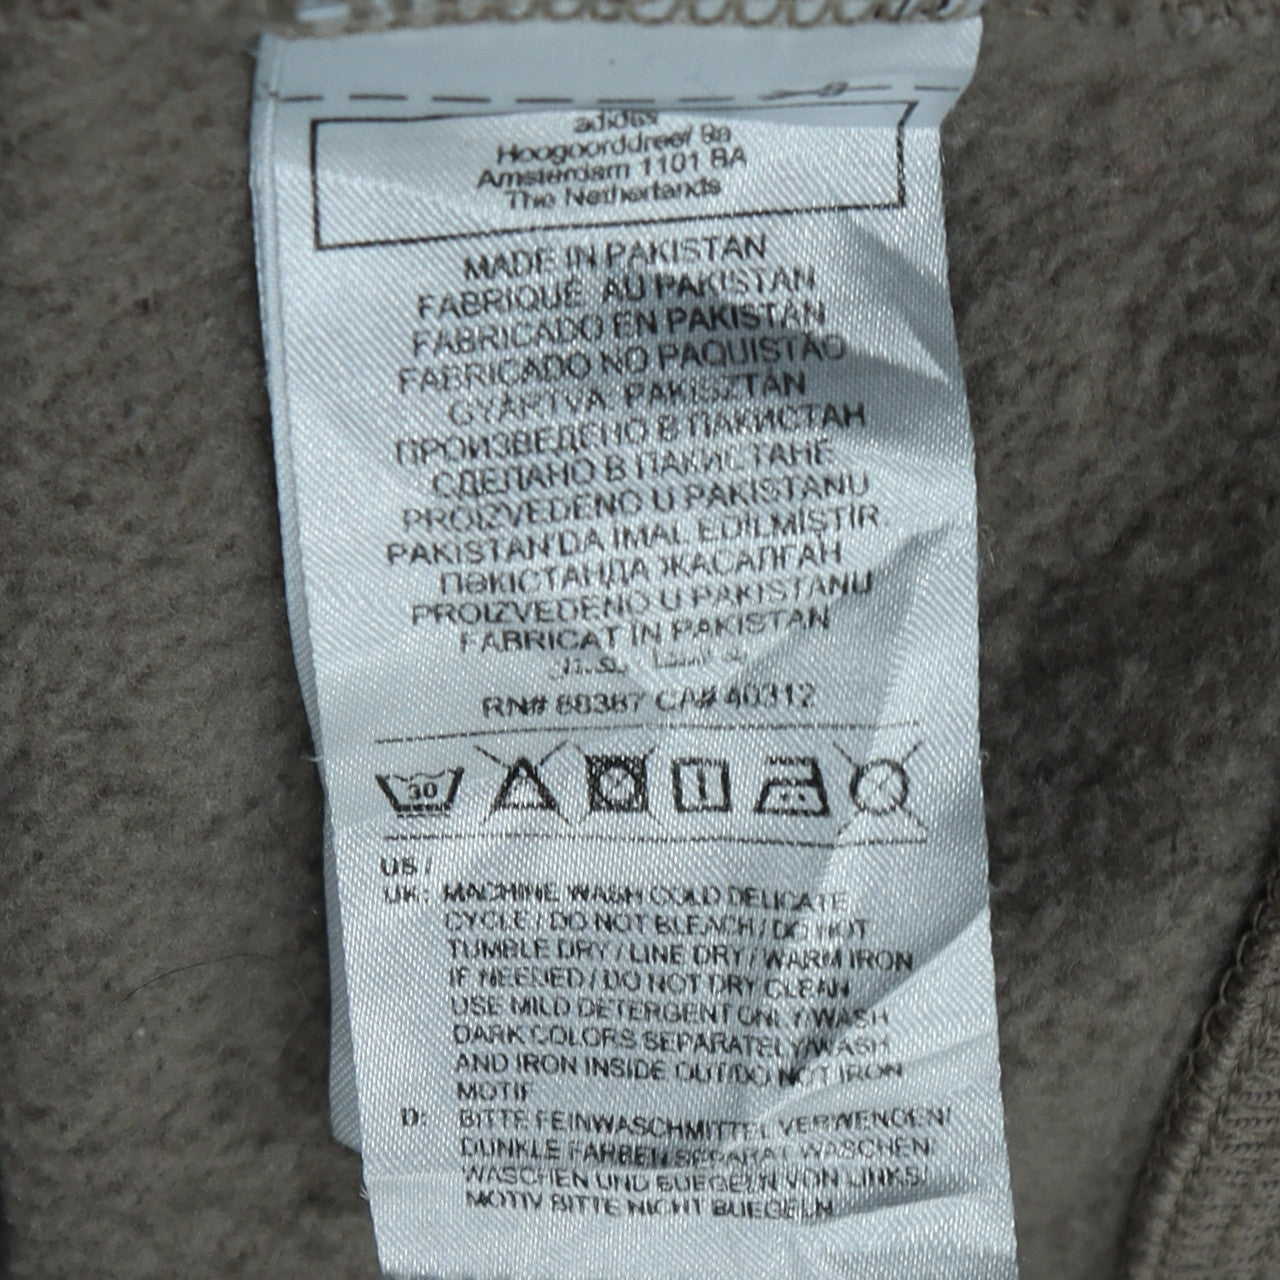 adidas
Hoogoorddreef 9a
Amsterdam 1101 BA
The Netherlands
MADE IN PAKISTAN
FABRIQUÉ AU PAKISTAN
FABRICADO EN PAKISTÁN
FABRICADO NO PAQUISTÃO
GYÁRTVA: PAKISZTÁN
ПРОИЗВЕДЕНО В ПАКИСТАН
СДЕЛАНО В ПАКИСТАНЕ
PROIZVEDENO U PAKISTANU
PAKİSTAN'DA İMAL EDİLMİŞTİR.
ПӘКІСТАНДА ЖАСАЛҒАН
PROIZVEDENO U PAKISTANU
FABRICAT IN PAKISTAN
RN# 88387 CA# 40312
30
US /
UK: MACHINE WASH COLD DELICATE
CYCLE / DO NOT BLEACH / DO NOT
TUMBLE DRY / LINE DRY / WARM IRON
IF NEEDED / DO NOT DRY CLEAN
USE MILD DETERGENT ONLY/WASH
DARK COLORS SEPARATELY/WASH
AND IRON INSIDE OUT/DO NOT IRON
MOTIF
D: BITTE FEINWASCHMITTEL VERWENDEN/
DUNKLE FARBEN SEPARAT WASCHEN
WASCHEN UND BUEGELN VON LINKS/
MOTIV BITTE NICHT BUEGELN